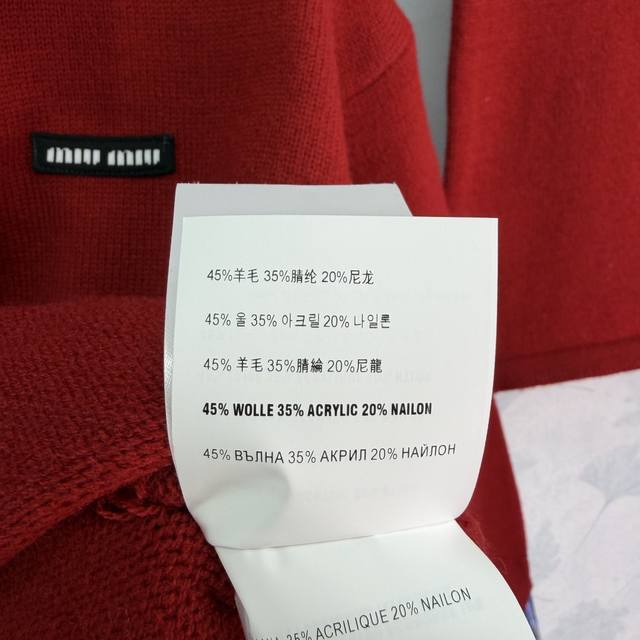 miu miu
45%羊毛 35%腈纶 20%尼龙
45% 울 35% 아크릴 20% 나일론
45% 羊毛 35%腈綸 20%尼龍
45% WOLLE 35% ACRYLIC 20% NAILON
45% ВЪЛНА 35% АКРИЛ 20% НАЙЛОН
35% ACRILIQUE 20% NAILON